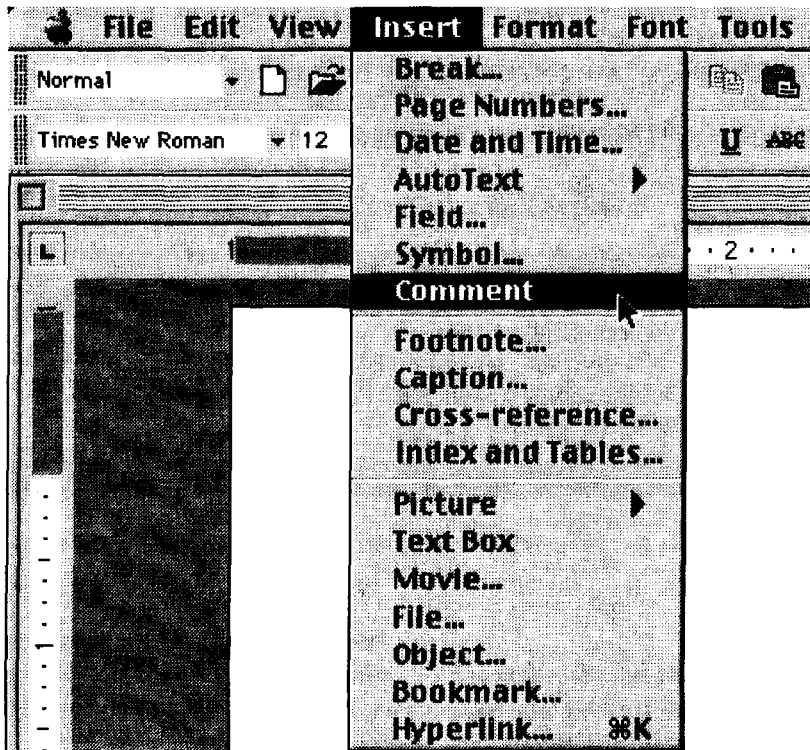 File Edit View Insert Format Font Tools
Normal
Times New Roman 12
U ABC
L
2
1
Break...
Page Numbers...
Date and Time...
AutoText
Field...
Symbol...
Comment
Footnote...
Caption...
Cross-reference...
Index and Tables...
Picture
Text Box
Movie...
File...
Object...
Bookmark...
Hyperlink... ⌘K